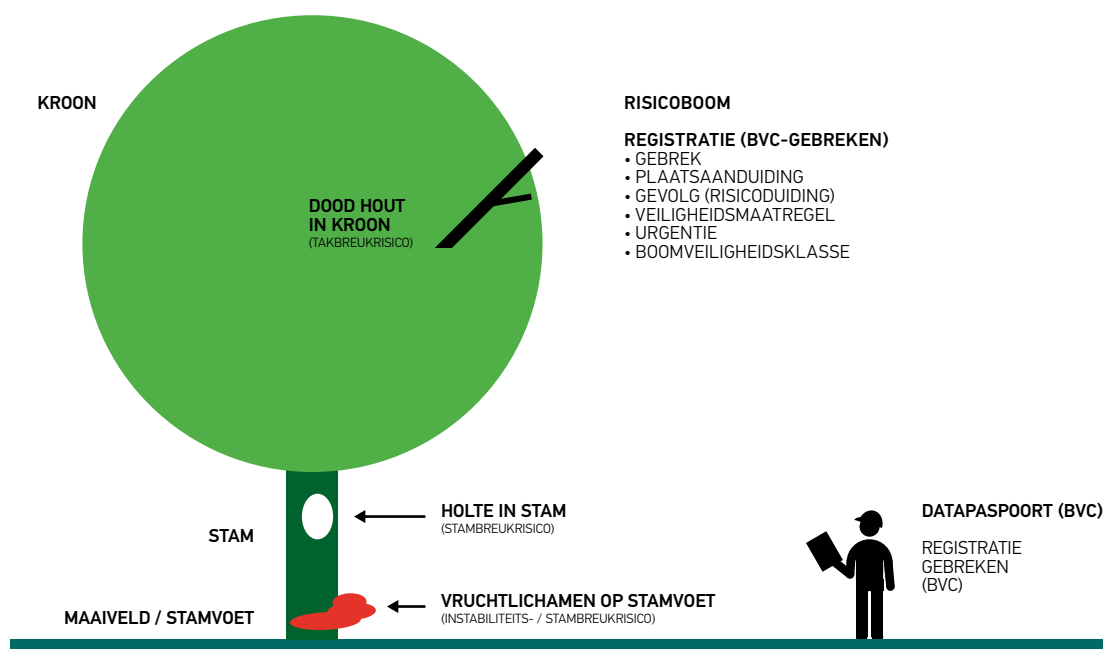 KROON
DOOD HOUT
IN KROON
(TAKBREUKRISICO)
RISICOBOOM
REGISTRATIE (BVC-GEBREKEN)
• GEBREK
• PLAATSAANDUIDING
• GEVOLG (RISICODUIDING)
• VEILIGHEIDSMAATREGEL
• URGENTIE
• BOOMVEILIGHEIDSKLASSE
STAM
HOLTE IN STAM
(STAMBREUKRISICO)
MAAIVELD / STAMVOET
VRUCHTLICHAMEN OP STAMVOET
(INSTABILITEITS- / STAMBREUKRISICO)
DATAPASPOORT (BVC)
REGISTRATIE
GEBREKEN
(BVC)